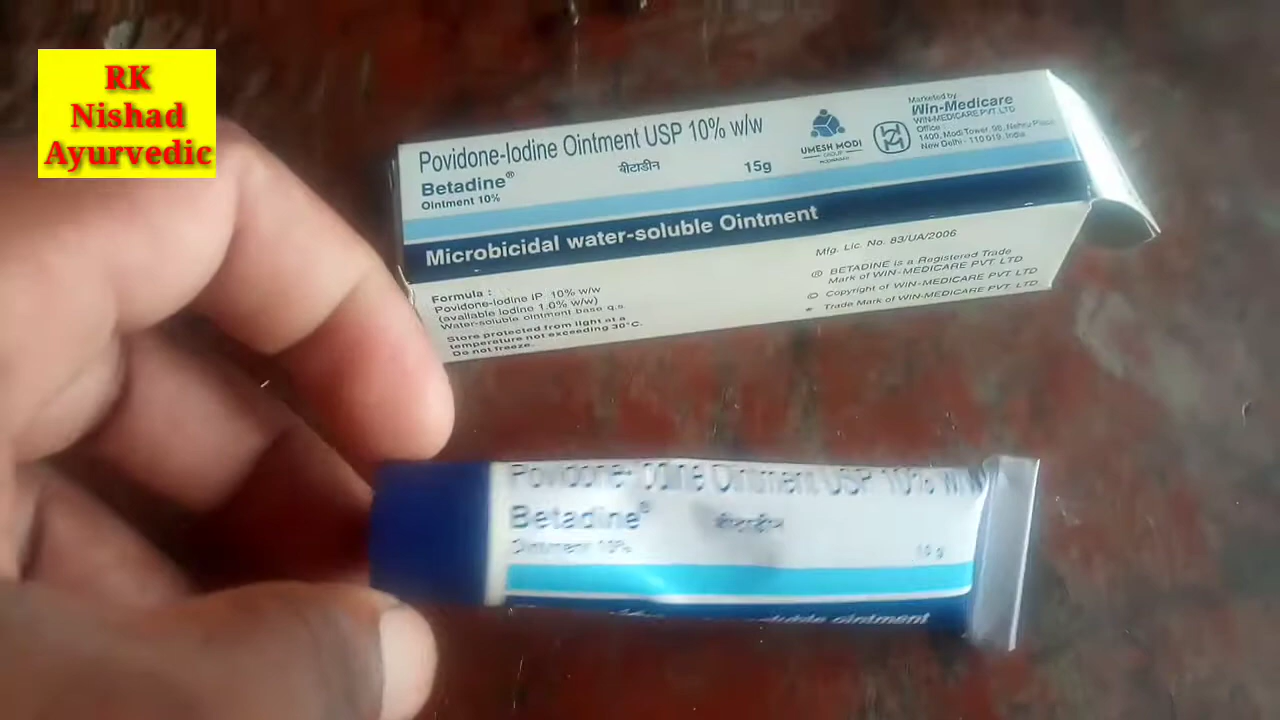 RK
Nishad
Ayurvedic
Povidone-Iodine Ointment USP 10% w/w
Betadine®
बीटाडीन
15g
Ointment 10%
UMESH MODI
GROUP
Marketed by
Win-Medicare
WIN-MEDICARE PVT. LTD
Office :
1400, Modi Tower, 98, Nehru Place,
New Delhi - 110 019. India
Microbicidal water-soluble Ointment
Formula :
Povidone-Iodine IP 10% w/w
(available Iodine 1.0% w/w)
Water-soluble ointment base q.s.
Store protected from light at a
temperature not exceeding 30°C.
Do not freeze.
Mfg. Lic. No. 83/UA/2006
® BETADINE is a Registered Trade
Mark of WIN-MEDICARE PVT. LTD.
© Copyright of WIN-MEDICARE PVT. LTD.
* Trade Mark of WIN-MEDICARE PVT. LTD.
Povidone-Iodine Ointment USP 10% w/w
Betadine®
बीटाडीन
Ointment 10%
ointment